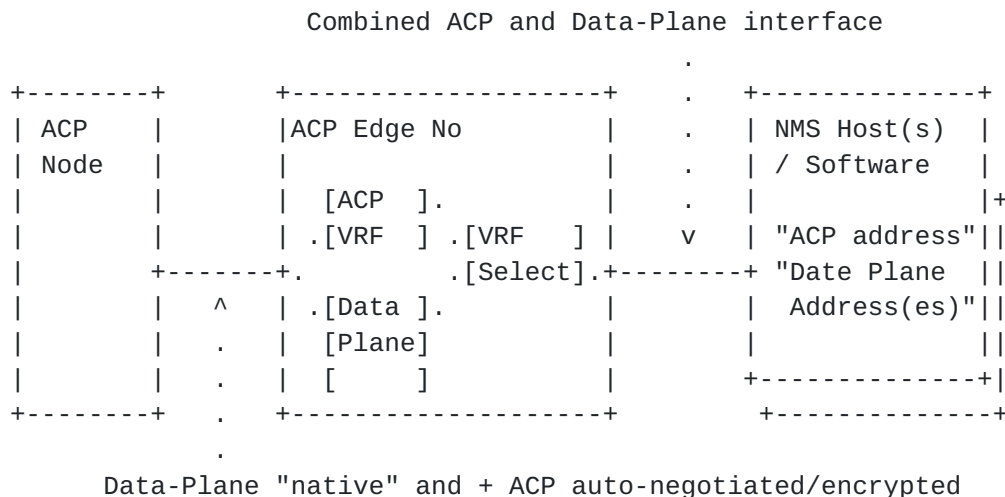 Combined ACP and Data-Plane interface
ACP
Node
ACP Edge No
[ACP ].
.[VRF ] .[VRF ]
.[Select].
.[Data ].
[Plane]
[ ]
NMS Host(s)
/ Software
"ACP address"
"Date Plane
Address(es)"
Data-Plane "native" and + ACP auto-negotiated/encrypted